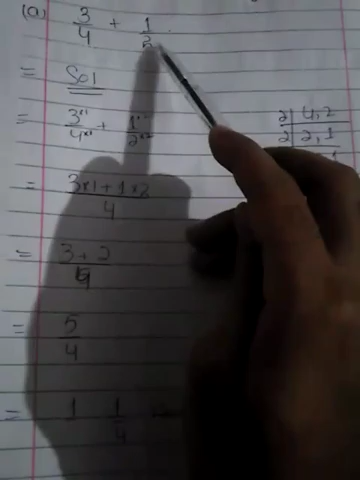 (a) 3/4 + 1/2
= Sol
= 3×1/4×1 + 1×2/2×2
2| 4, 2
2| 2, 1
1
= 3×1+1×2/4
= 3+2/4
= 5/4
= 1 1/4